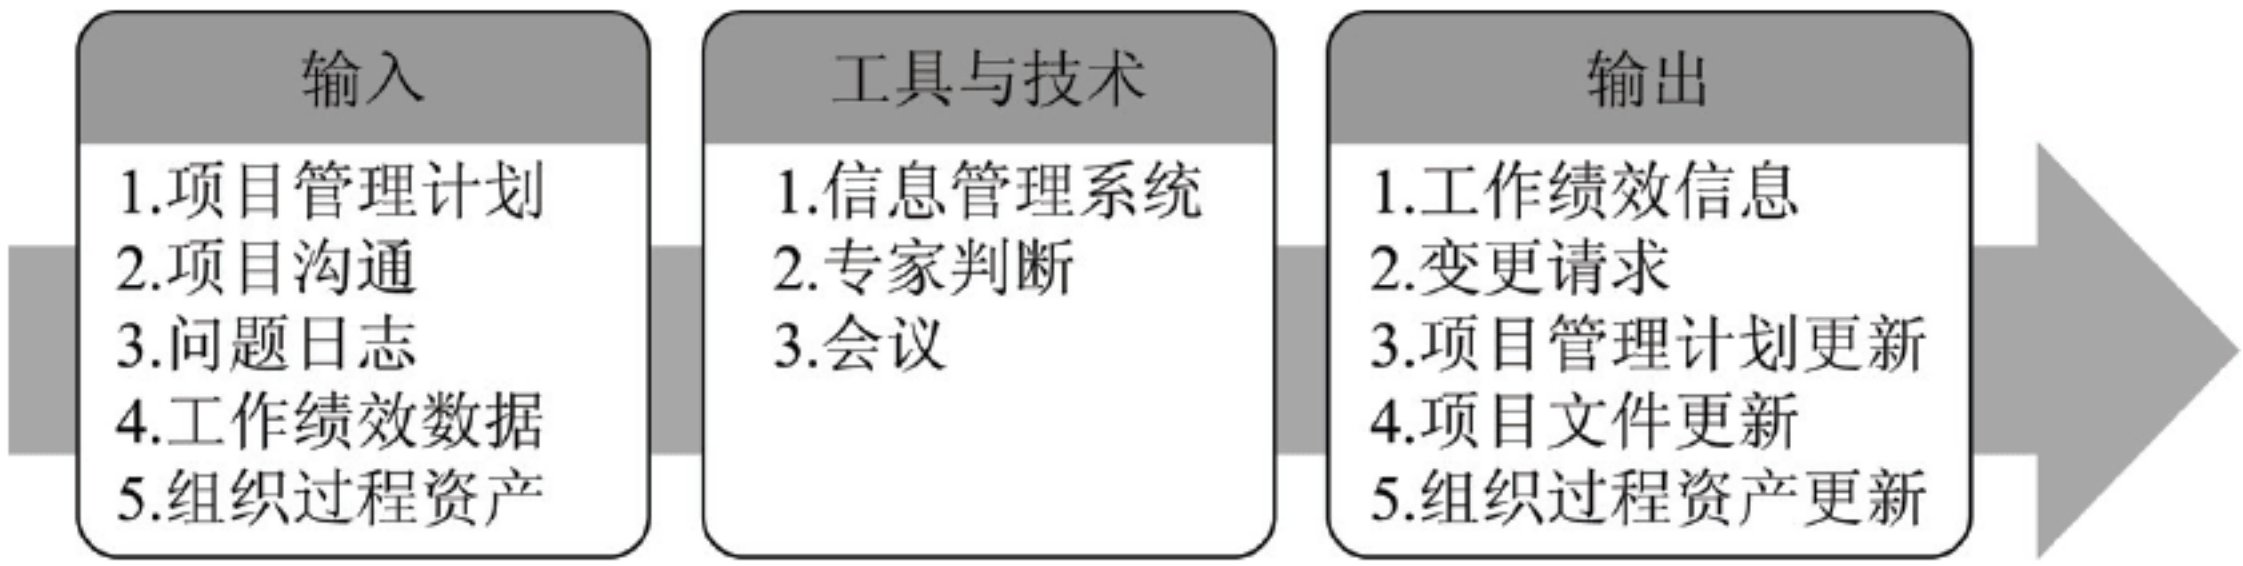 输入
1.项目管理计划
2.项目沟通
3.问题日志
4.工作绩效数据
5.组织过程资产
工具与技术
1.信息管理系统
2.专家判断
3.会议
输出
1.工作绩效信息
2.变更请求
3.项目管理计划更新
4.项目文件更新
5.组织过程资产更新